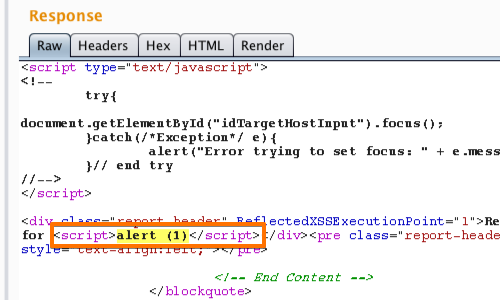 Response
Raw Headers Hex HTML Render
<script type="text/javascript">
<!--
try{
document.getElementById("idTargetHostInput").focus();
}catch(/*Exception*/ e){
alert("Error trying to set focus: " + e.mess
}// end try
//-->
</script>
<div class="report-header" ReflectedXSSExecutionPoint="1">Re
for <script>alert (1)</script></div><pre class="report-heade
style="text-align:left;"></pre>
<!-- End Content -->
</blockquote>